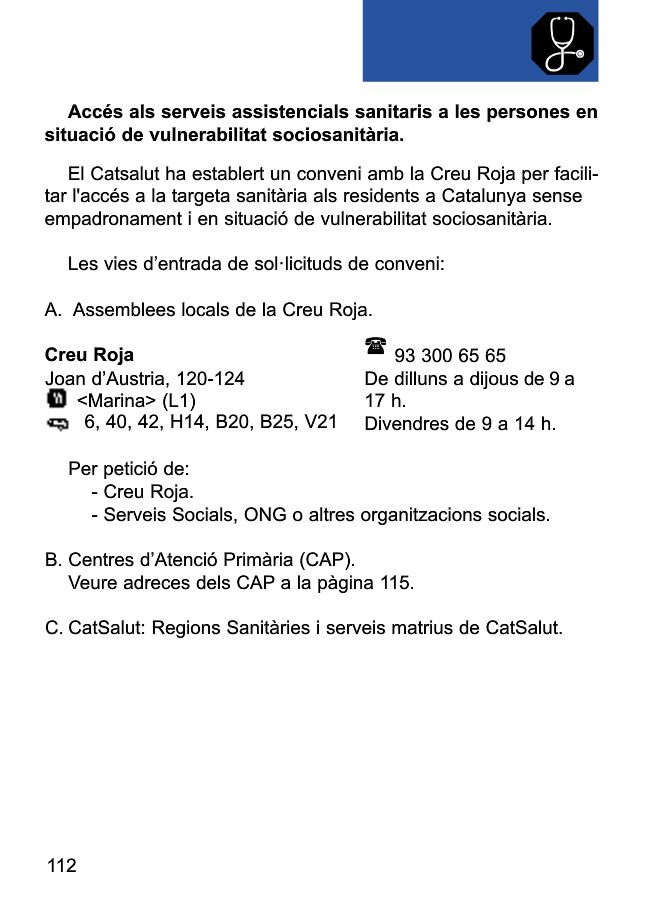 Accés als serveis assistencials sanitaris a les persones en
situació de vulnerabilitat sociosanitària.
El Catsalut ha establert un conveni amb la Creu Roja per facili-
tar l'accés a la targeta sanitària als residents a Catalunya sense
empadronament i en situació de vulnerabilitat sociosanitària.
Les vies d’entrada de sol·licituds de conveni:
A. Assemblees locals de la Creu Roja.
Creu Roja
Joan d’Austria, 120-124
<Marina> (L1)
6, 40, 42, H14, B20, B25, V21
93 300 65 65
De dilluns a dijous de 9 a
17 h.
Divendres de 9 a 14 h.
Per petició de:
- Creu Roja.
- Serveis Socials, ONG o altres organitzacions socials.
B. Centres d’Atenció Primària (CAP).
Veure adreces dels CAP a la pàgina 115.
C. CatSalut: Regions Sanitàries i serveis matrius de CatSalut.
112